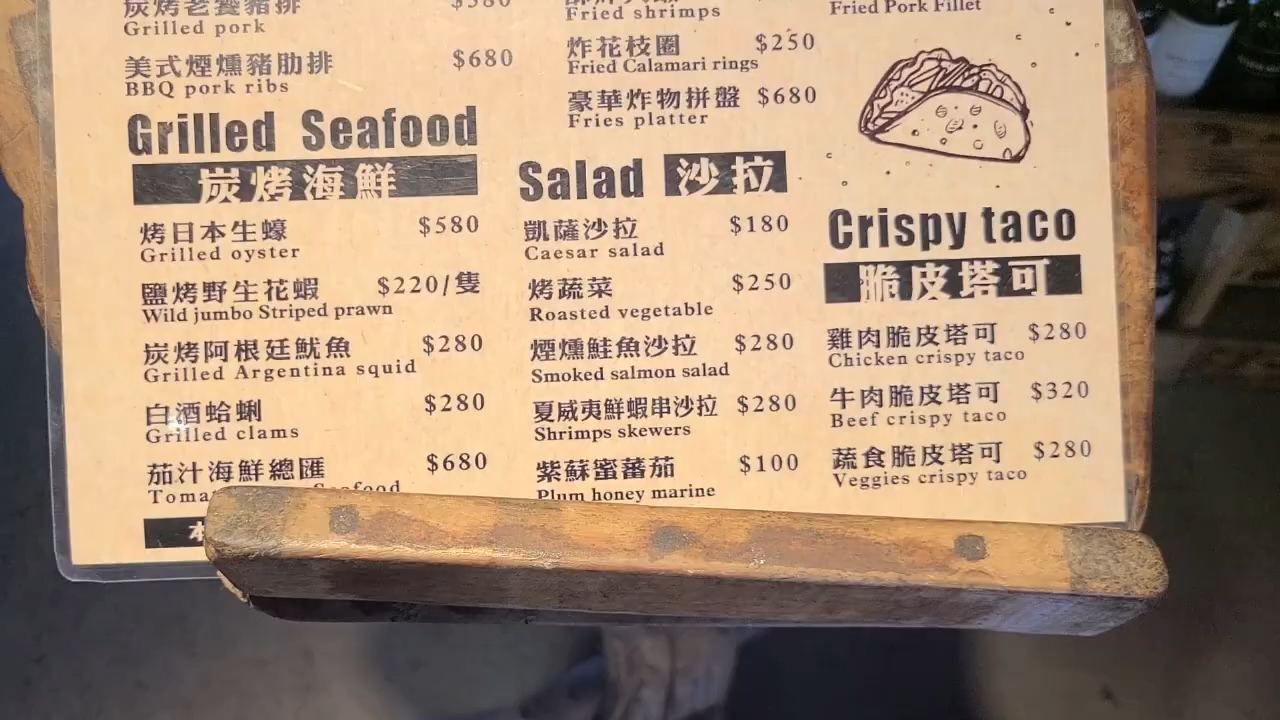 炭烤老饕豬排 $580
Grilled pork
美式煙燻豬肋排 $680
BBQ pork ribs
Grilled Seafood
炭烤海鮮
烤日本生蠔 $580
Grilled oyster
鹽烤野生花蝦 $220/隻
Wild jumbo Striped prawn
炭烤阿根廷魷魚 $280
Grilled Argentina squid
白酒蛤蜊 $280
Grilled clams
茄汁海鮮總匯 $680
Fried shrimps
炸花枝圈 $250
Fried Calamari rings
豪華炸物拼盤 $680
Fries platter
Salad 沙拉
凱薩沙拉 $180
Caesar salad
烤蔬菜 $250
Roasted vegetable
煙燻鮭魚沙拉 $280
Smoked salmon salad
夏威夷鮮蝦串沙拉 $280
Shrimps skewers
紫蘇蜜蕃茄 $100
Plum honey marine
Fried Pork Fillet
Crispy taco
脆皮塔可
雞肉脆皮塔可 $280
Chicken crispy taco
牛肉脆皮塔可 $320
Beef crispy taco
蔬食脆皮塔可 $280
Veggies crispy taco